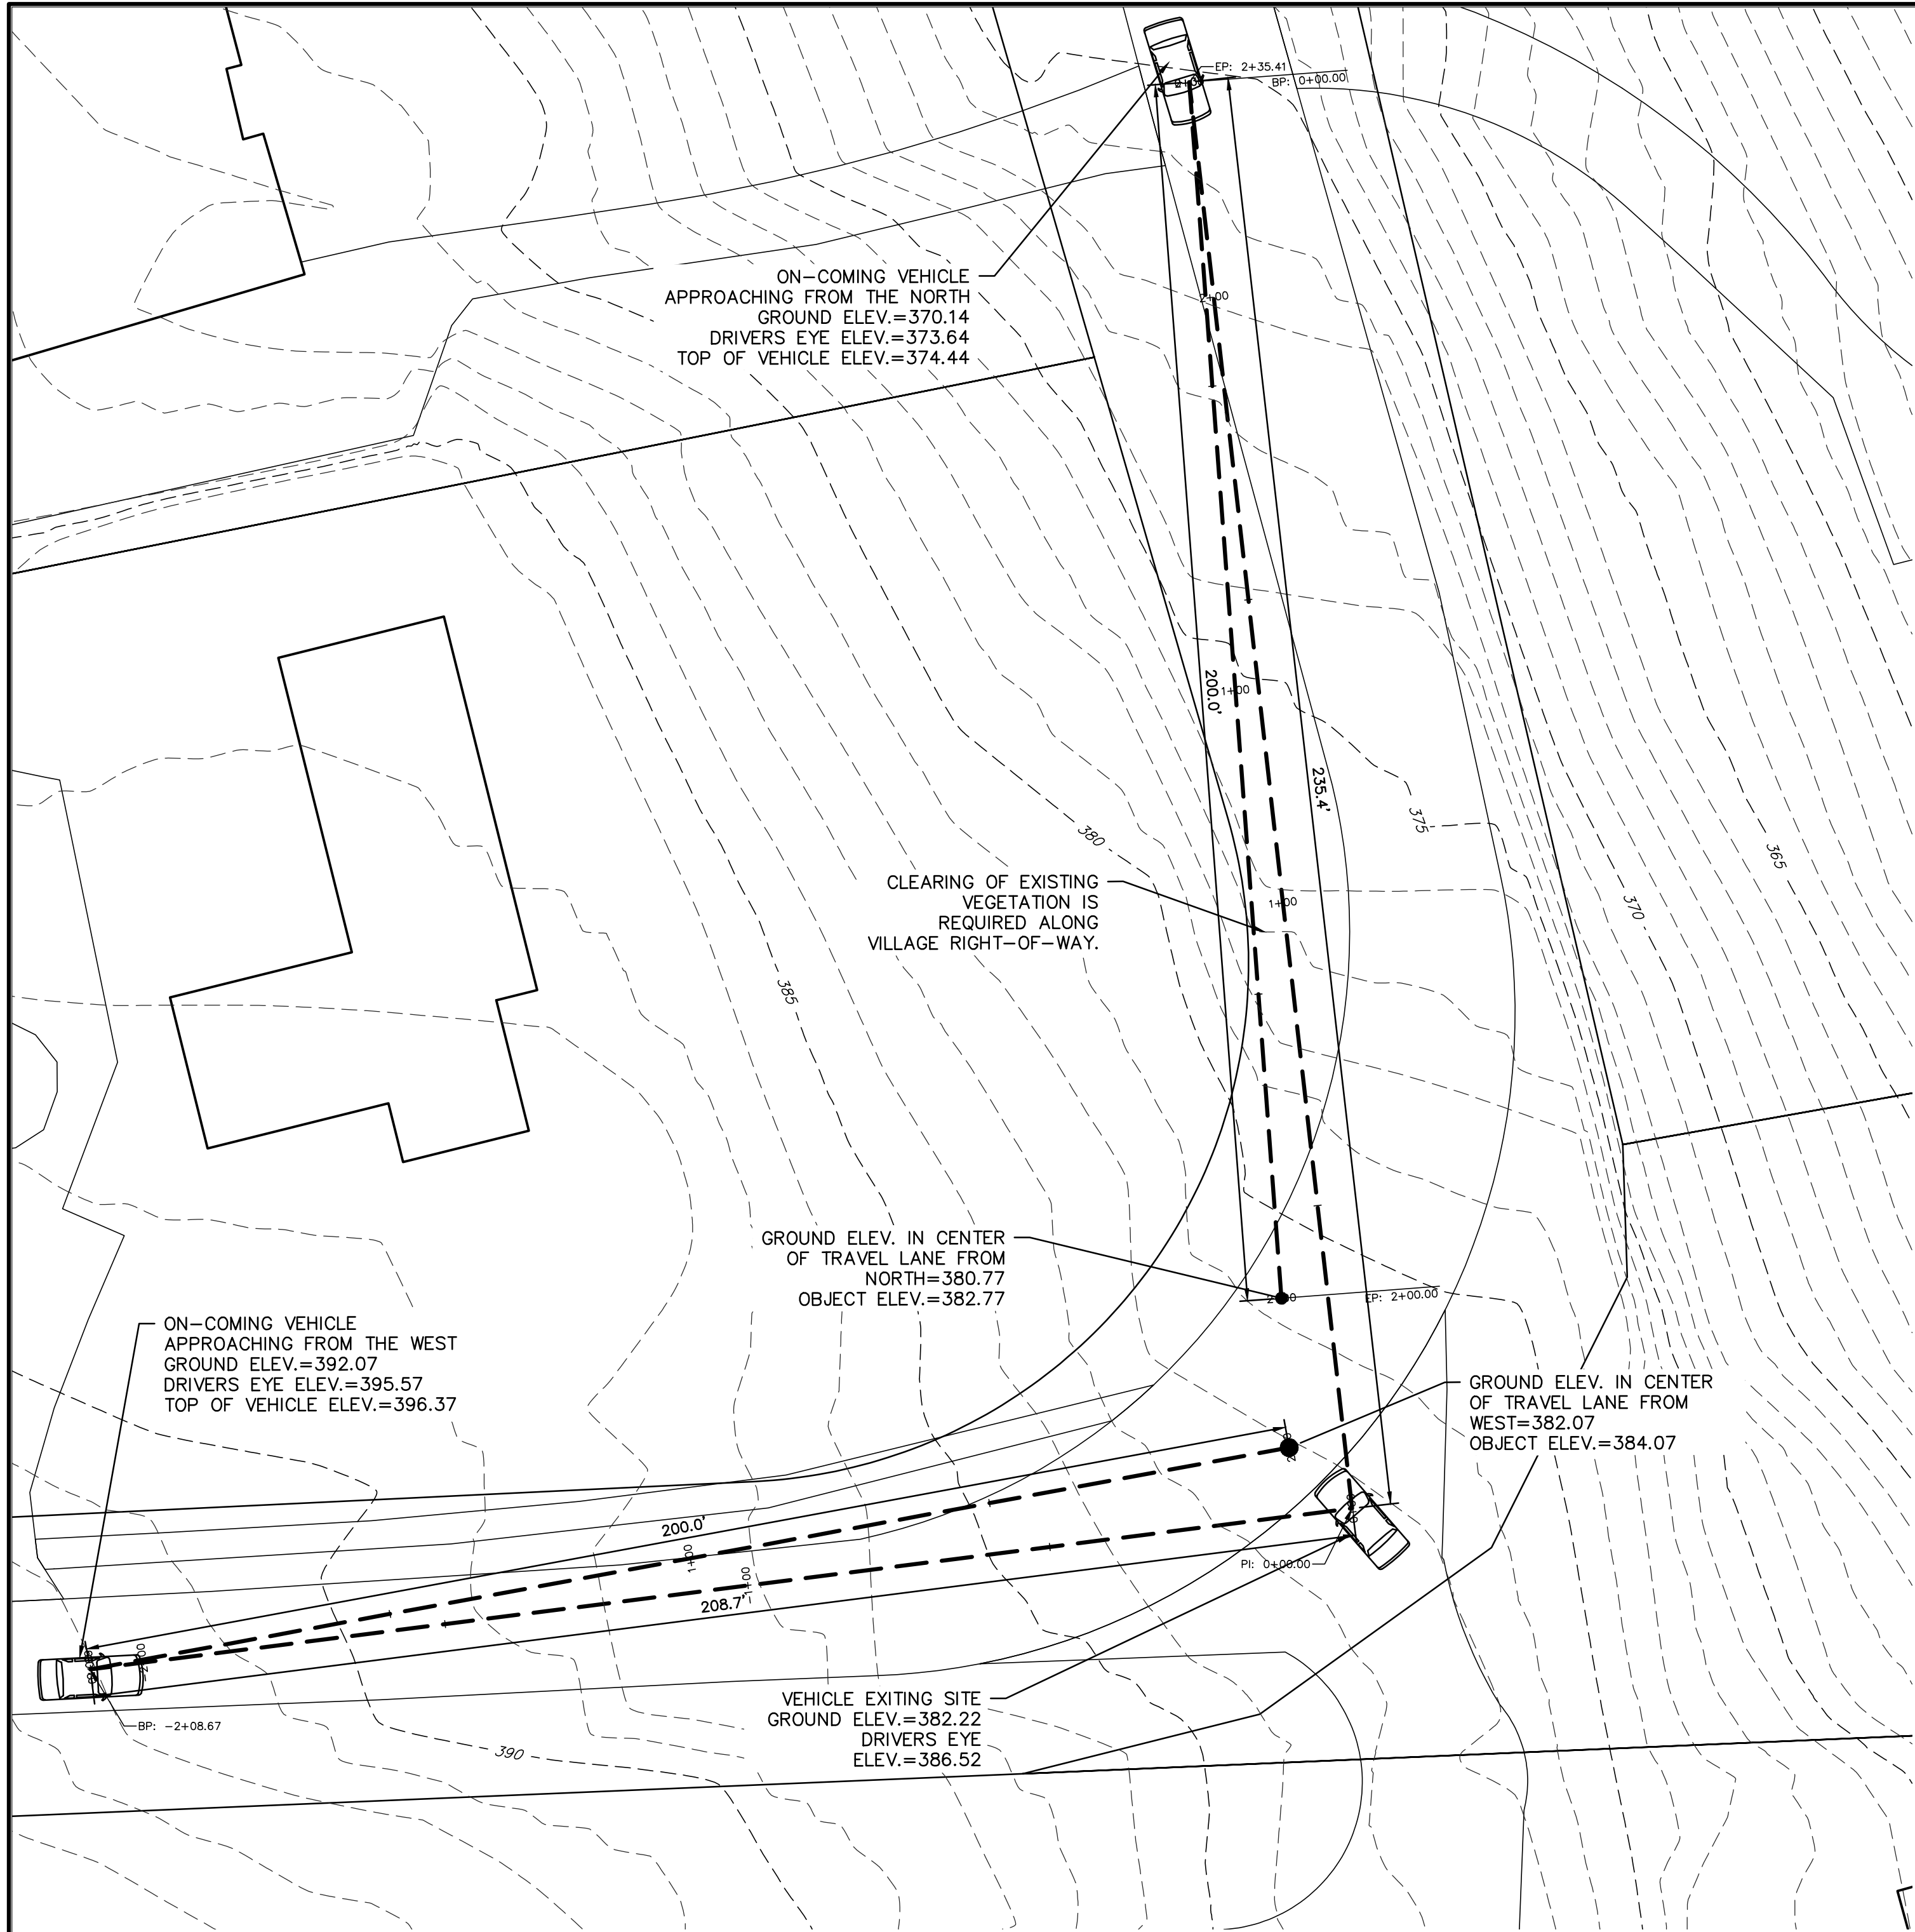 EP: 2+35.41
BP: 0+00.00
ON-COMING VEHICLE
APPROACHING FROM THE NORTH
GROUND ELEV.=370.14
DRIVERS EYE ELEV.=373.64
TOP OF VEHICLE ELEV.=374.44
2+00
200.0'
1+00
235.4'
375
380
365
CLEARING OF EXISTING
VEGETATION IS
REQUIRED ALONG
VILLAGE RIGHT-OF-WAY.
1+00
370
385
GROUND ELEV. IN CENTER
OF TRAVEL LANE FROM
NORTH=380.77
OBJECT ELEV.=382.77
EP: 2+00.00
ON-COMING VEHICLE
APPROACHING FROM THE WEST
GROUND ELEV.=392.07
DRIVERS EYE ELEV.=395.57
TOP OF VEHICLE ELEV.=396.37
GROUND ELEV. IN CENTER
OF TRAVEL LANE FROM
WEST=382.07
OBJECT ELEV.=384.07
200.0'
1+00
PI: 0+00.00
-1+00
208.7'
-2+00
BP: -2+08.67
VEHICLE EXITING SITE
GROUND ELEV.=382.22
DRIVERS EYE
ELEV.=386.52
390